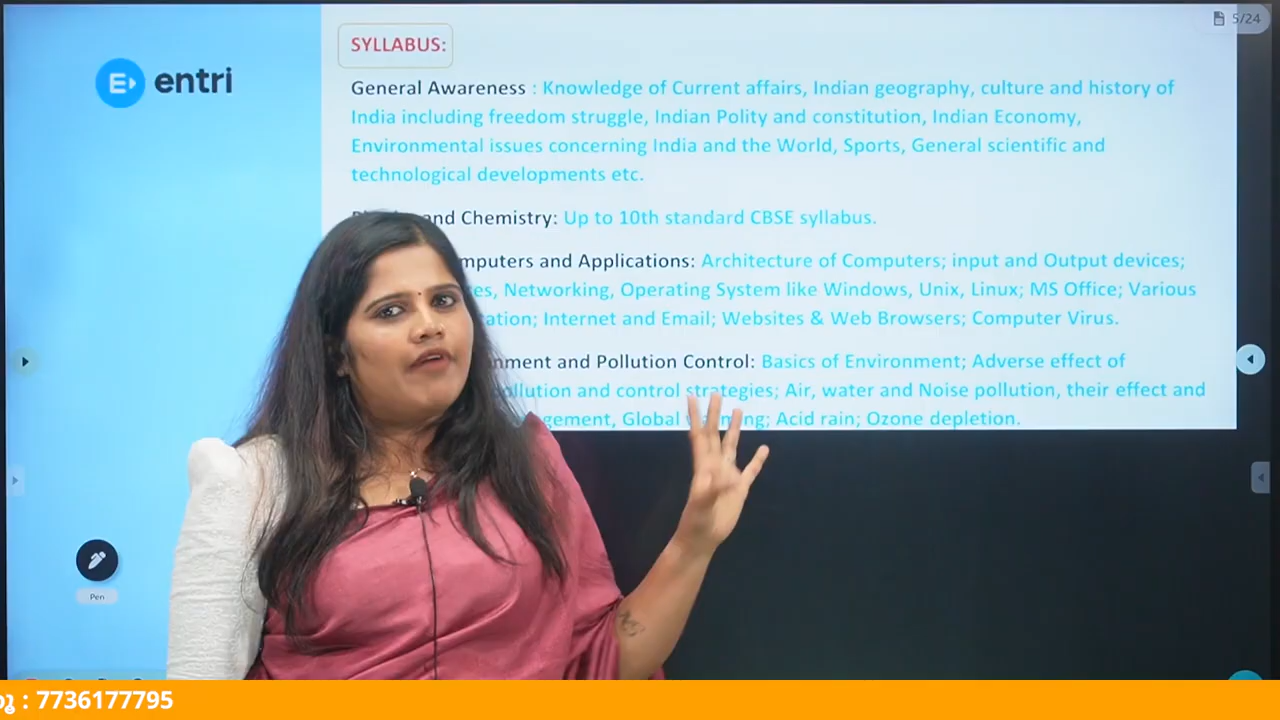 5/24
entri
SYLLABUS:
General Awareness : Knowledge of Current affairs, Indian geography, culture and history of
India including freedom struggle, Indian Polity and constitution, Indian Economy,
Environmental issues concerning India and the World, Sports, General scientific and
technological developments etc.
and Chemistry: Up to 10th standard CBSE syllabus.
and Applications: Architecture of Computers; input and Output devices;
Networking, Operating System like Windows, Unix, Linux; MS Office; Various
Internet and Email; Websites & Web Browsers; Computer Virus.
and Pollution Control: Basics of Environment; Adverse effect of
and control strategies; Air, water and Noise pollution, their effect and
Global warming; Acid rain; Ozone depletion.
Pen
: 7736177795